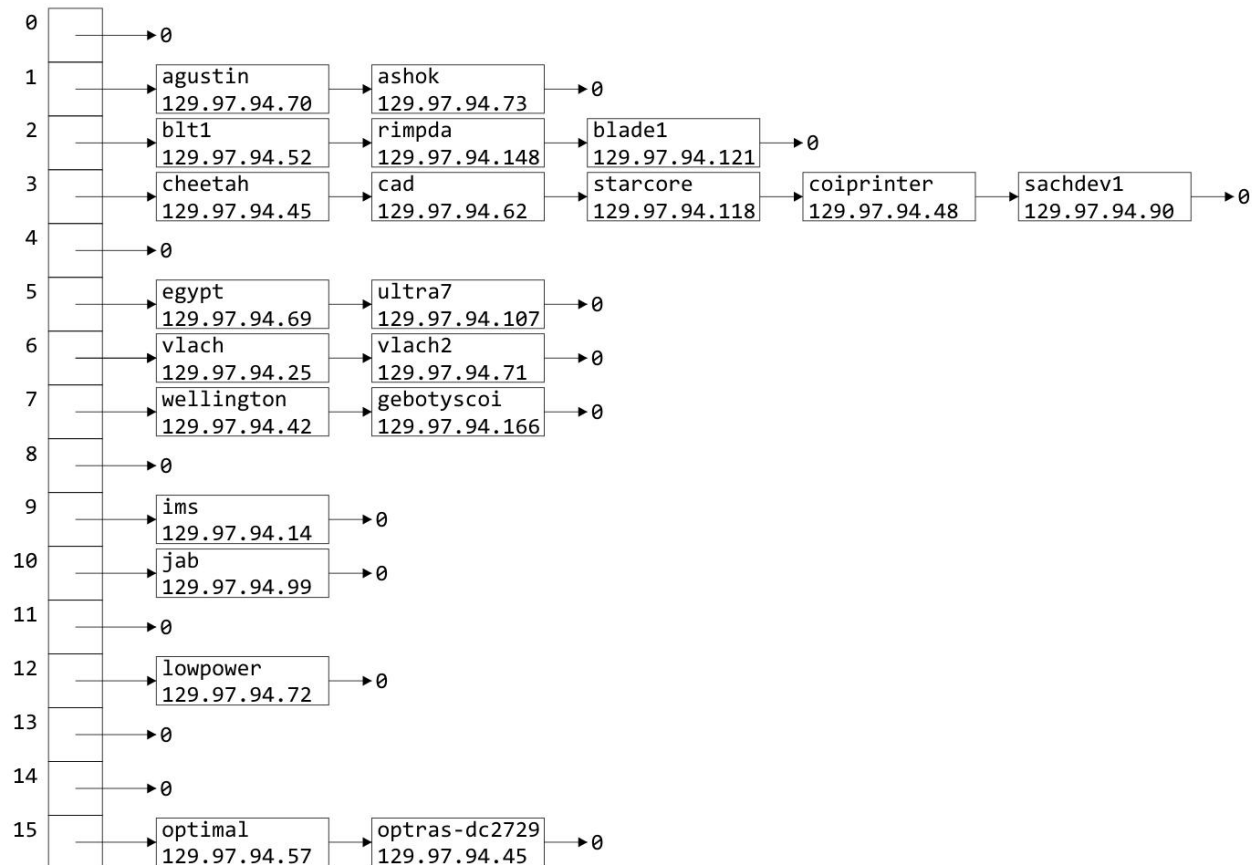 0
0
1
agustin
129.97.94.70
ashok
129.97.94.73
0
2
blt1
129.97.94.52
rimpda
129.97.94.148
blade1
129.97.94.121
0
3
cheetah
129.97.94.45
cad
129.97.94.62
starcore
129.97.94.118
coiprinter
129.97.94.48
sachdev1
129.97.94.90
0
4
0
5
egypt
129.97.94.69
ultra7
129.97.94.107
0
6
vlach
129.97.94.25
vlach2
129.97.94.71
0
7
wellington
129.97.94.42
gebotyscoi
129.97.94.166
0
8
0
9
ims
129.97.94.14
0
10
jab
129.97.94.99
0
11
0
12
lowpower
129.97.94.72
0
13
0
14
0
15
optimal
129.97.94.57
optras-dc2729
129.97.94.45
0